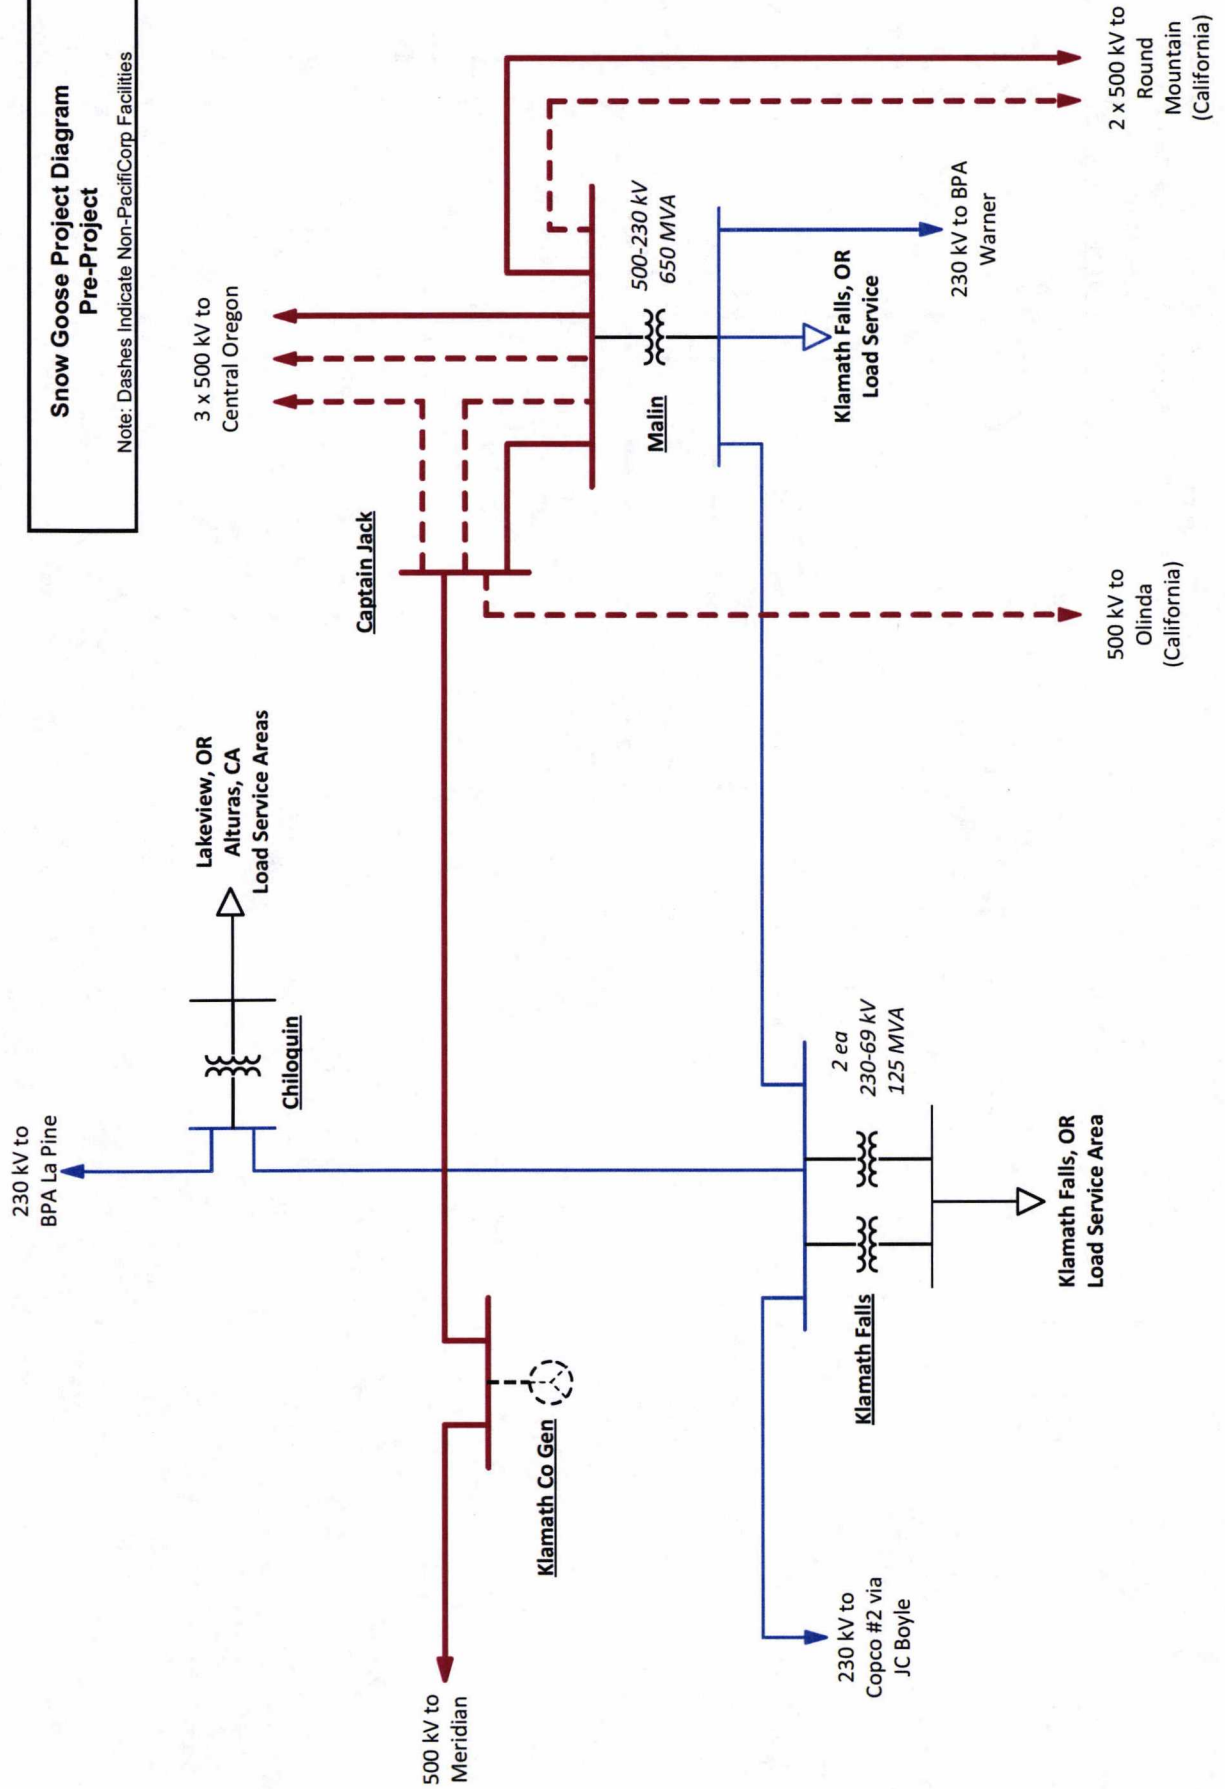 Snow Goose Project Diagram
Pre-Project
Note: Dashes Indicate Non-PacifiCorp Facilities
230 kV to
BPA La Pine
Lakeview, OR
Alturas, CA
Load Service Areas
Chiloquin
3 x 500 kV to
Central Oregon
Captain Jack
500-230 kV
650 MVA
Malin
Klamath Falls, OR
Load Service
230 kV to BPA
Warner
2 x 500 kV to
Round
Mountain
(California)
500 kV to
Olinda
(California)
500 kV to
Meridian
Klamath Co Gen
2 ea
230-69 kV
125 MVA
Klamath Falls
Klamath Falls, OR
Load Service Area
230 kV to
Copco #2 via
JC Boyle